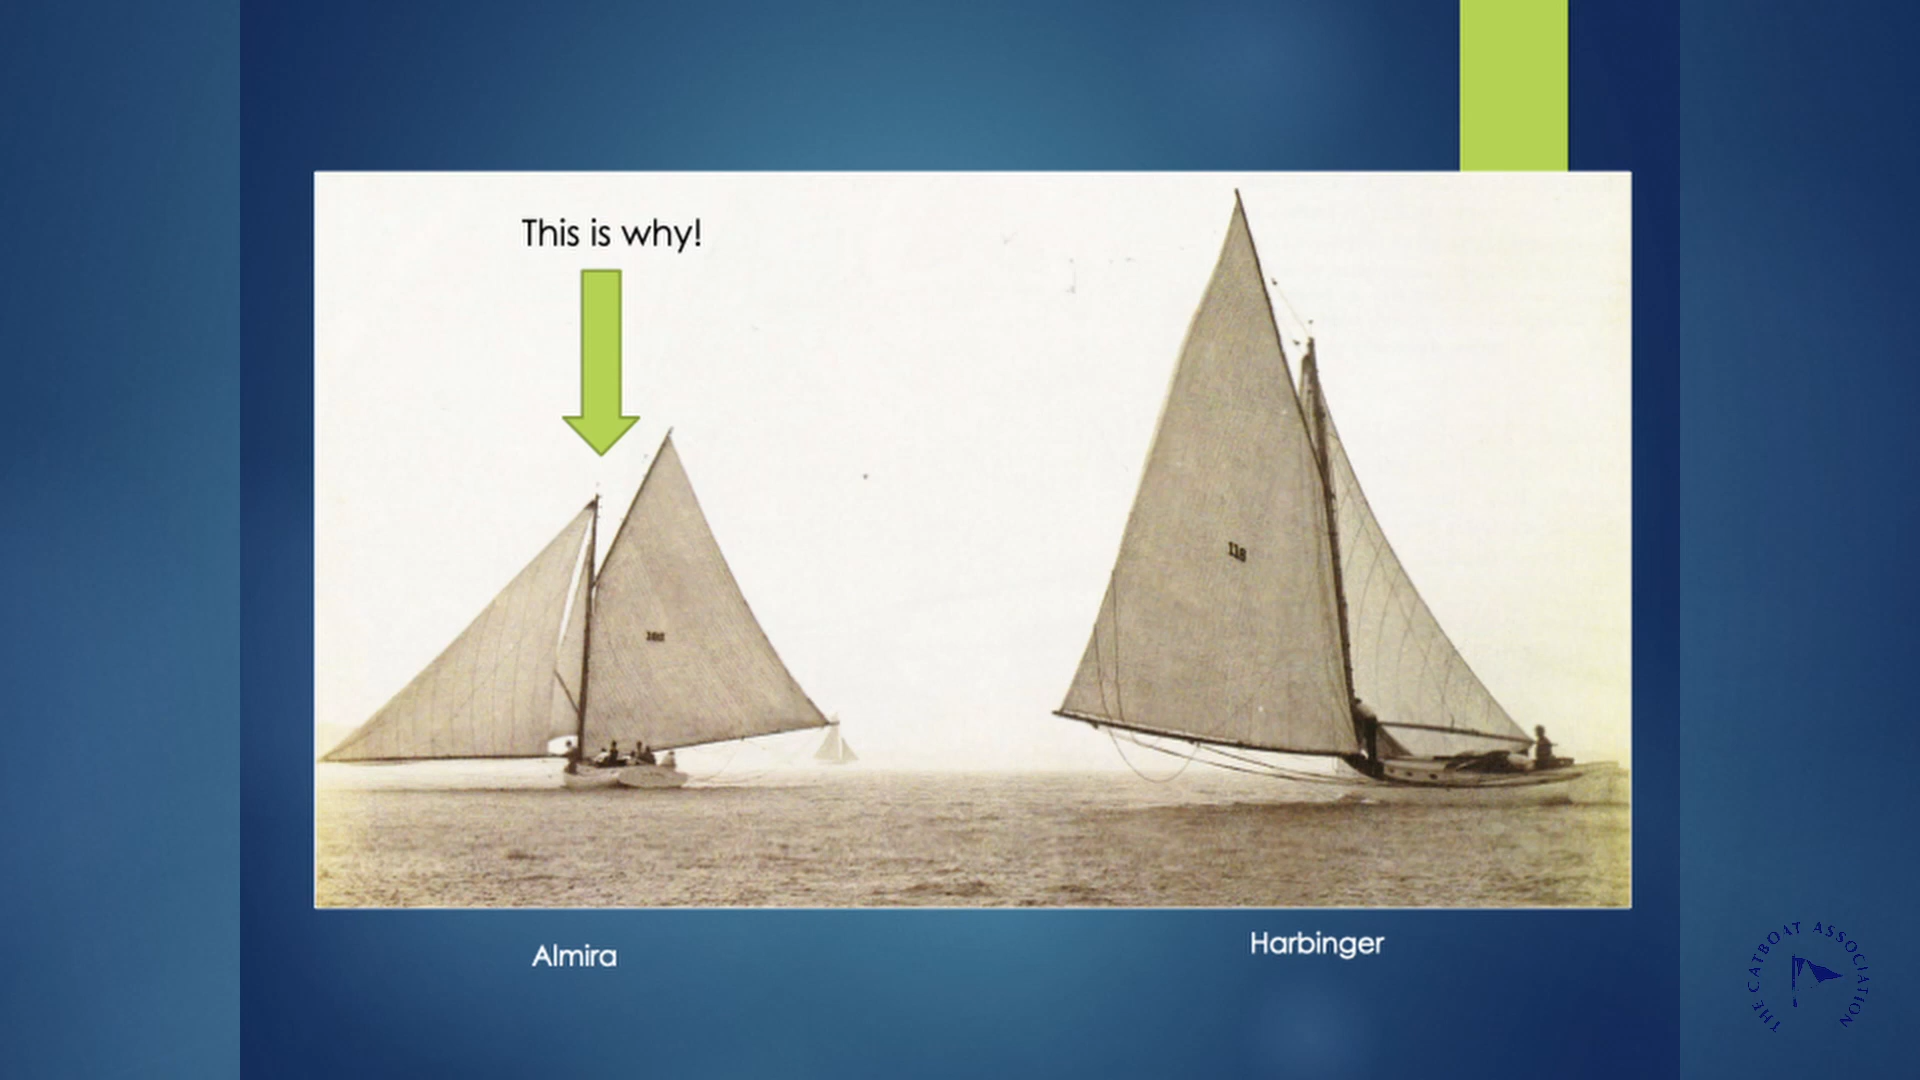 This is why!
118
Almira
Harbinger
THE CATBOAT ASSOCIATION